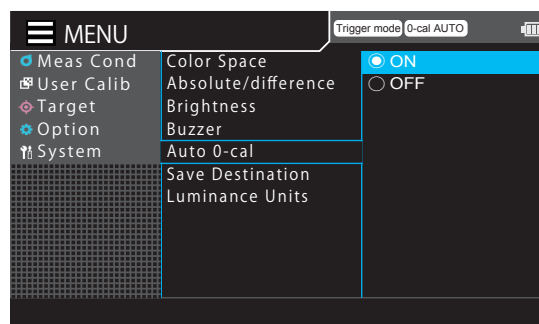 MENU
Trigger mode 0-cal AUTO
Meas Cond
User Calib
Target
Option
System
Color Space
Absolute/difference
Brightness
Buzzer
Auto 0-cal
Save Destination
Luminance Units
ON
OFF